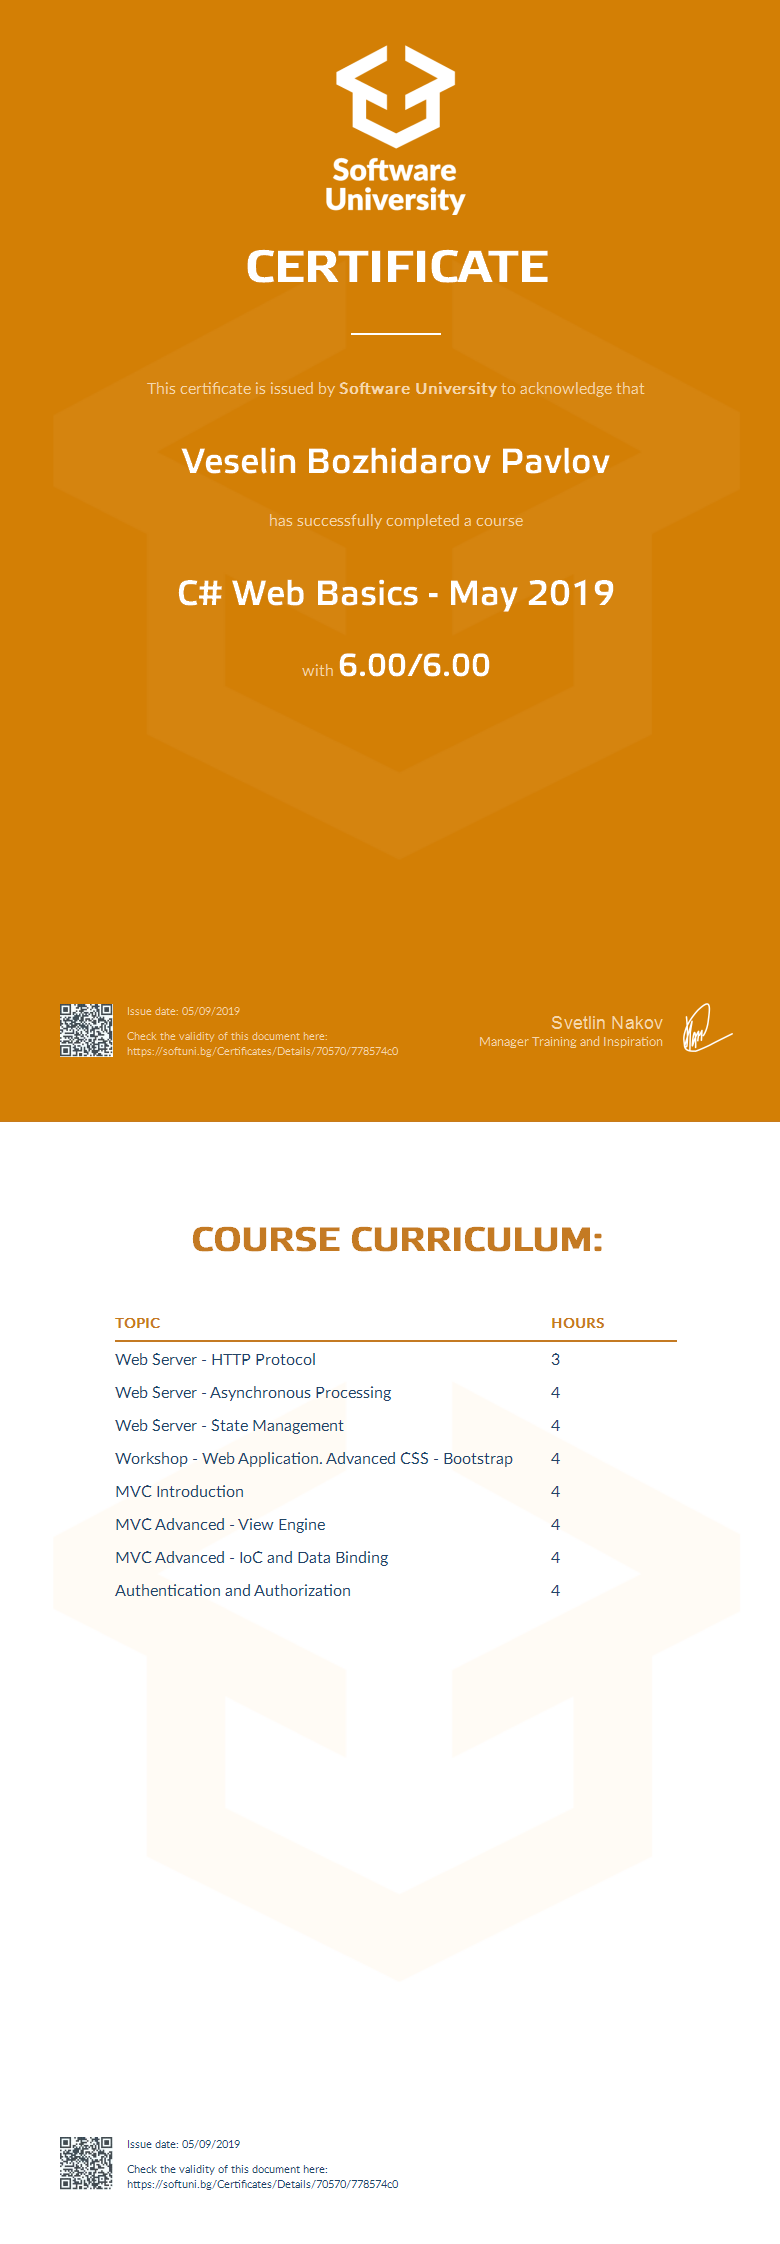 Software
University
CERTIFICATE
This certificate is issued by Software University to acknowledge that
Veselin Bozhidarov Pavlov
has successfully completed a course
C# Web Basics - May 2019
with 6.00/6.00
Issue date: 05/09/2019
Check the validity of this document here:
https://softuni.bg/Certificates/Details/70570/778574c0
Svetlin Nakov
Manager Training and Inspiration
COURSE CURRICULUM:
TOPIC HOURS
Web Server - HTTP Protocol 3
Web Server - Asynchronous Processing 4
Web Server - State Management 4
Workshop - Web Application. Advanced CSS - Bootstrap 4
MVC Introduction 4
MVC Advanced - View Engine 4
MVC Advanced - IoC and Data Binding 4
Authentication and Authorization 4
Issue date: 05/09/2019
Check the validity of this document here:
https://softuni.bg/Certificates/Details/70570/778574c0